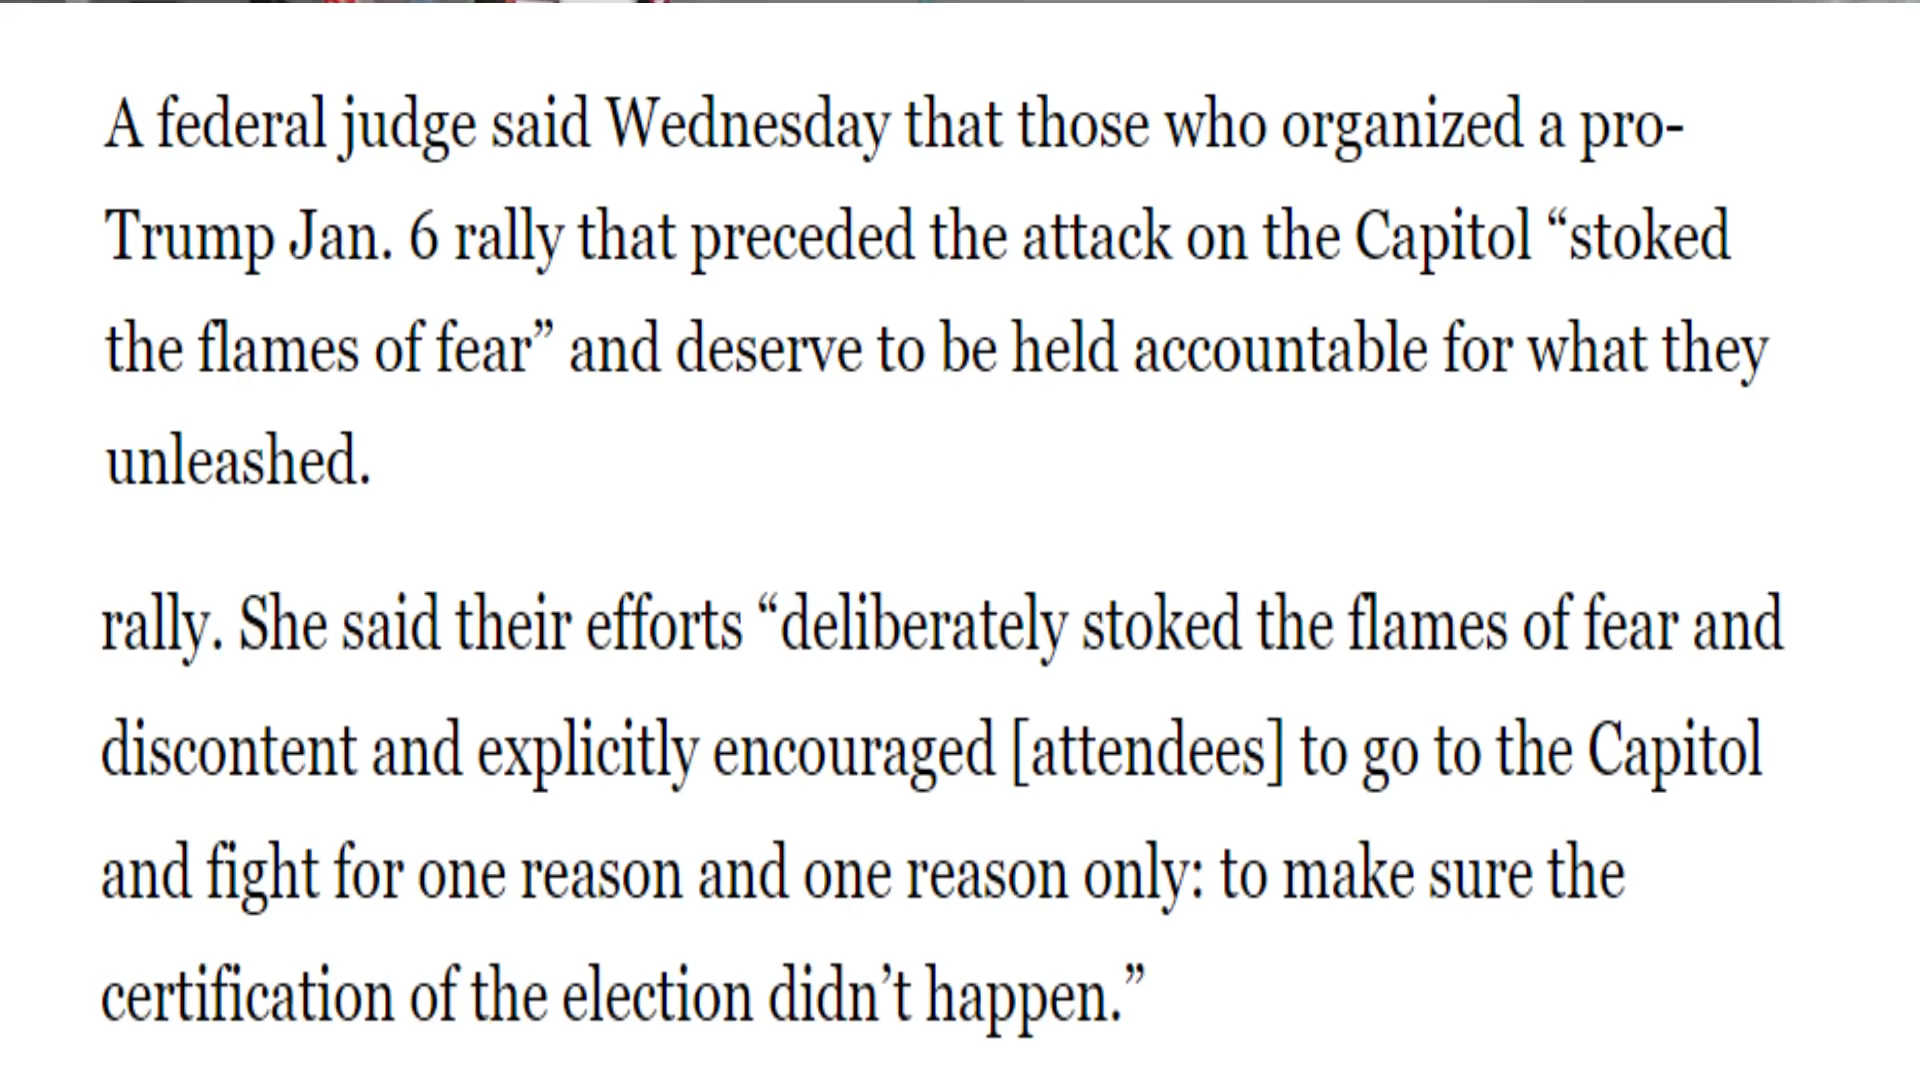 A federal judge said Wednesday that those who organized a pro-
Trump Jan. 6 rally that preceded the attack on the Capitol “stoked
the flames of fear” and deserve to be held accountable for what they
unleashed.
rally. She said their efforts “deliberately stoked the flames of fear and
discontent and explicitly encouraged [attendees] to go to the Capitol
and fight for one reason and one reason only: to make sure the
certification of the election didn’t happen.”